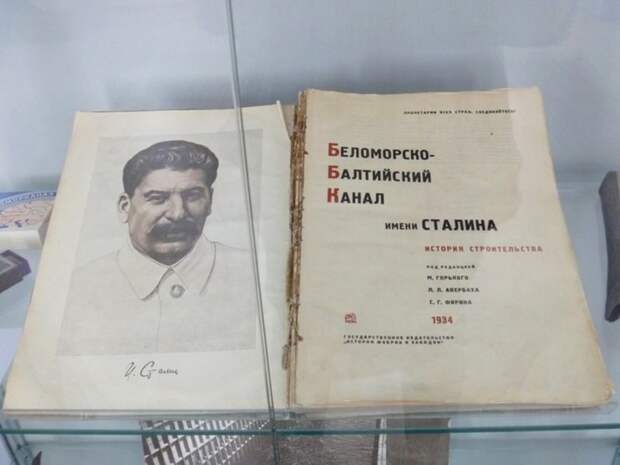 И. Сталин
ПРОЛЕТАРИИ ВСЕХ СТРАН, СОЕДИНЯЙТЕСЬ!
БЕЛОМОРСКО-
БАЛТИЙСКИЙ
КАНАЛ
ИМЕНИ СТАЛИНА
ИСТОРИЯ СТРОИТЕЛЬСТВА
ПОД РЕДАКЦИЕЙ
М. ГОРЬКОГО
Л. Л. АВЕРБАХА
С. Г. ФИРИНА
1934
ГОСУДАРСТВЕННОЕ ИЗДАТЕЛЬСТВО
„ИСТОРИЯ ФАБРИК И ЗАВОДОВ“